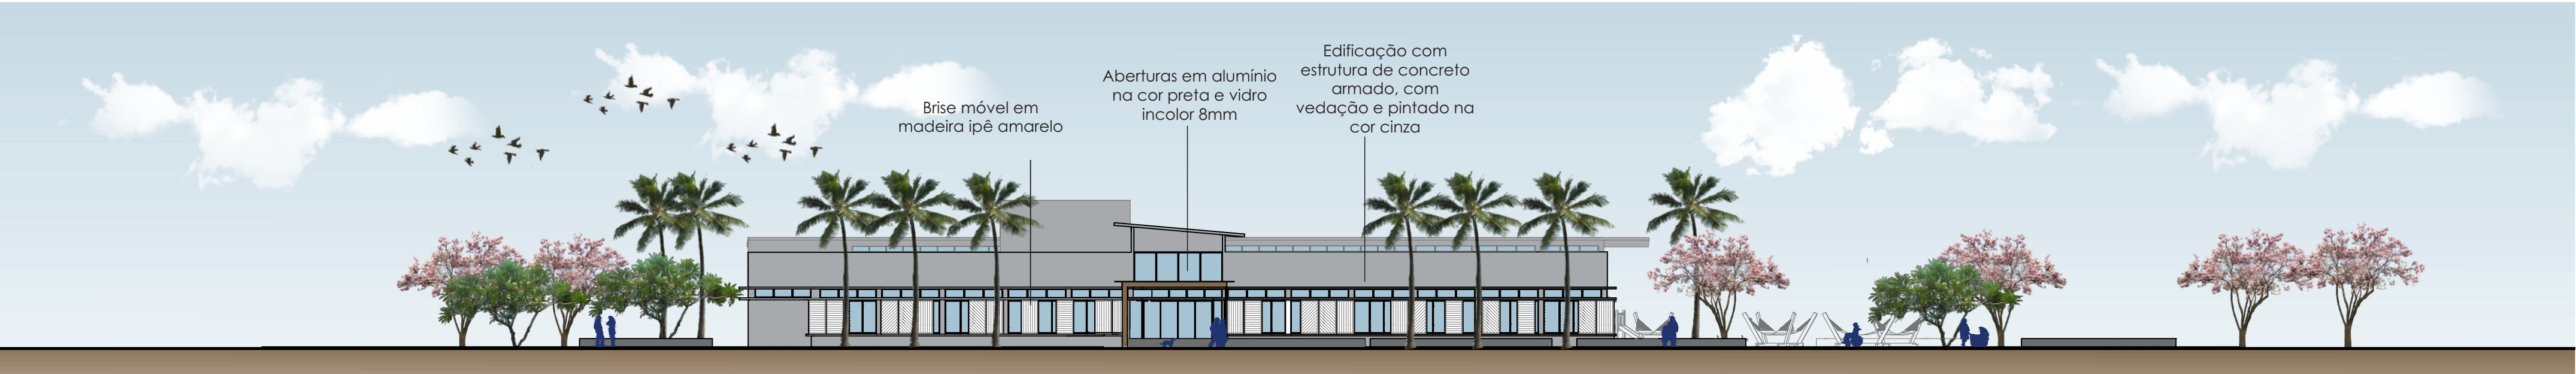 Brise móvel em
madeira ipê amarelo
Aberturas em alumínio
na cor preta e vidro
incolor 8mm
Edificação com
estrutura de concreto
armado, com
vedação e pintado na
cor cinza